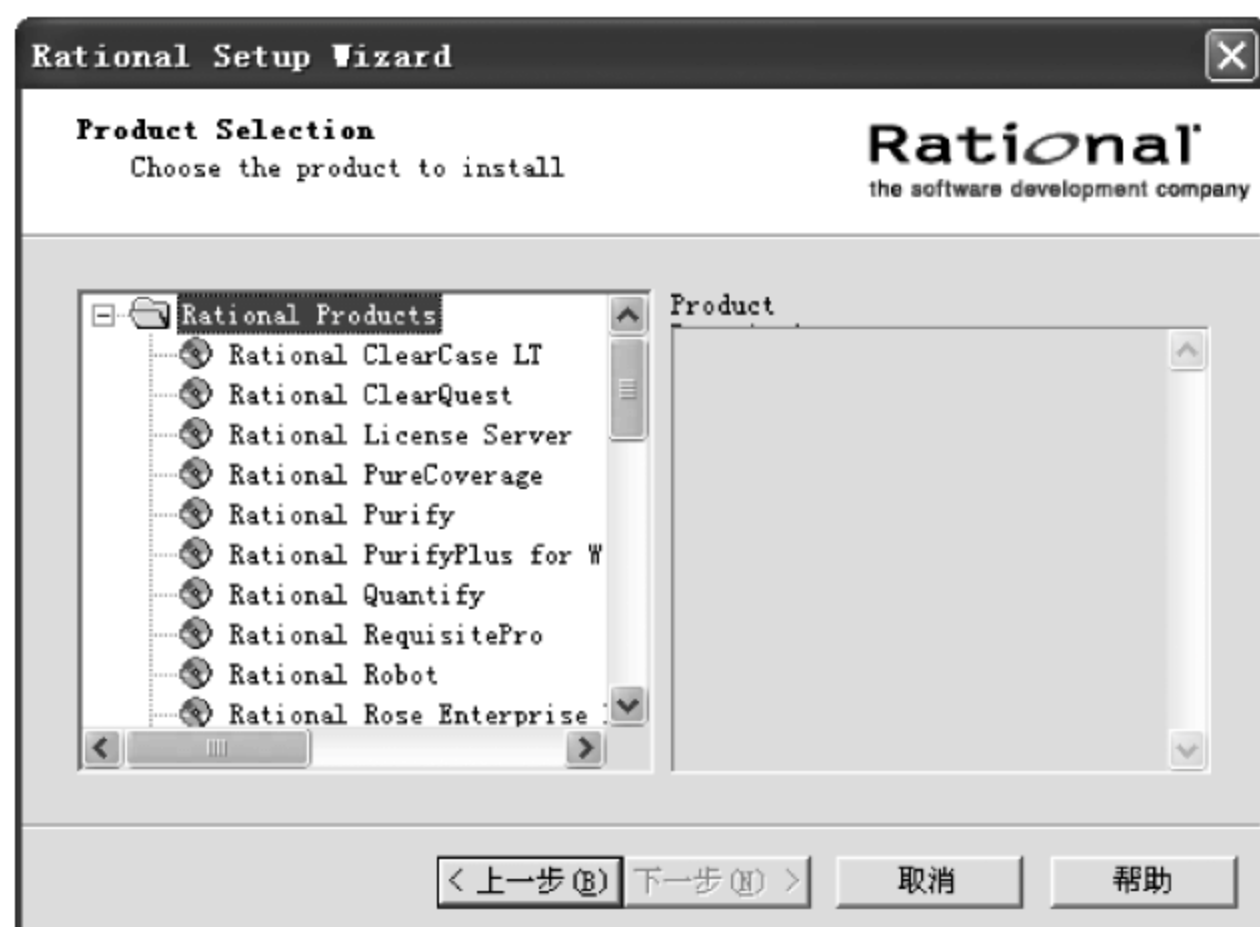 Rational Setup Wizard
Product Selection
Choose the product to install
Rational
the software development company
Rational Products
Rational ClearCase LT
Rational ClearQuest
Rational License Server
Rational PureCoverage
Rational Purify
Rational PurifyPlus for W
Rational Quantify
Rational RequisitePro
Rational Robot
Rational Rose Enterprise
Product
< 上一步(B)
下一步(N) >
取消
帮助